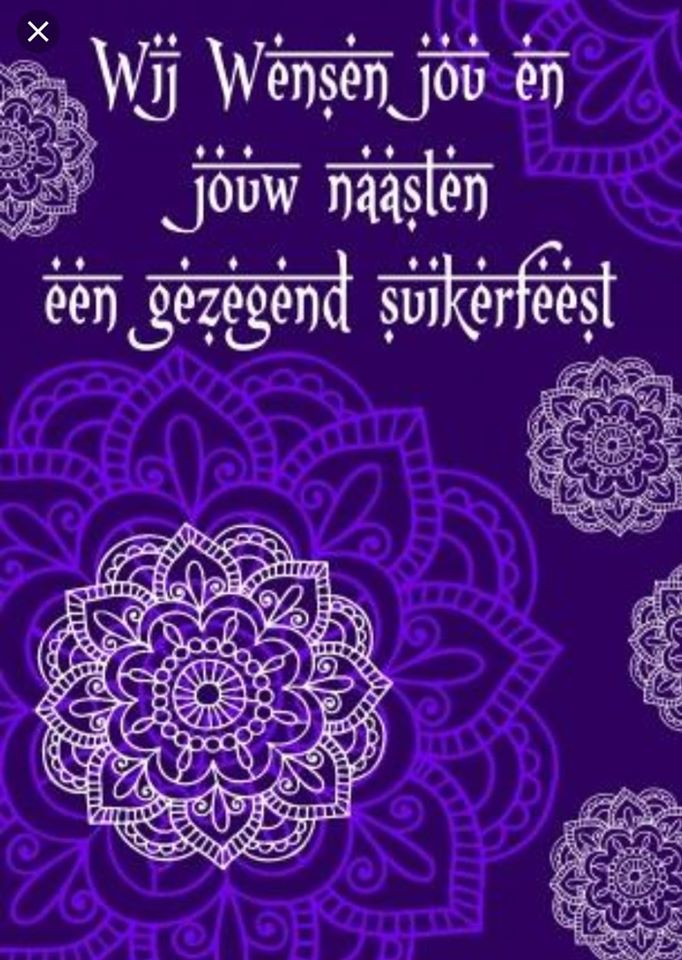 Wij Wensen jou en
jouw naasten
een gezegend suikerfeest